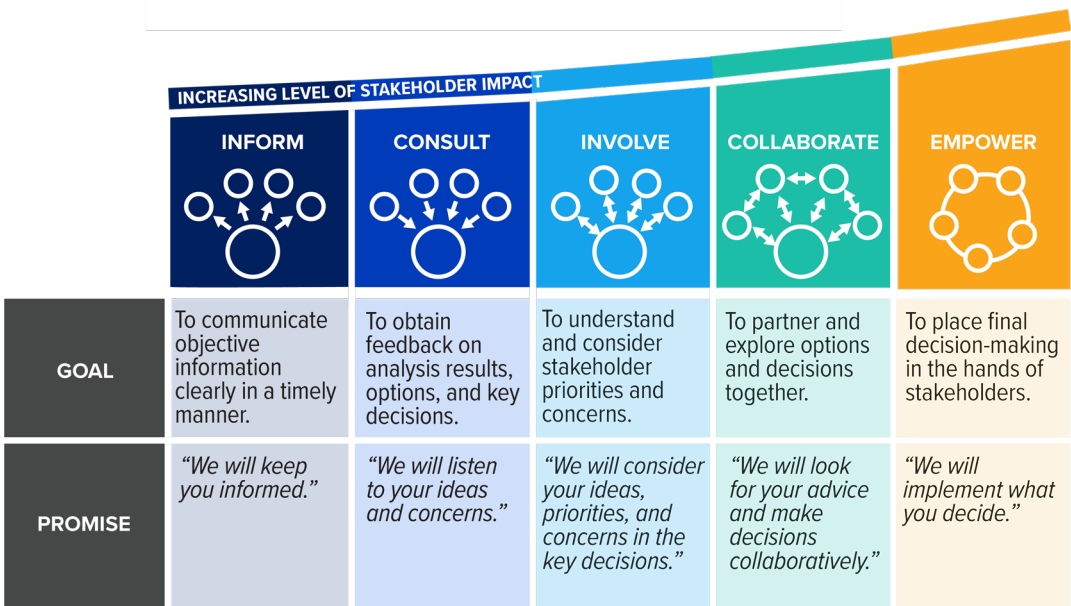 INCREASING LEVEL OF STAKEHOLDER IMPACT
INFORM
CONSULT
INVOLVE
COLLABORATE
EMPOWER
GOAL
To communicate
objective
information
clearly in a timely
manner.
To obtain
feedback on
analysis results,
options, and key
decisions.
To understand
and consider
stakeholder
priorities and
concerns.
To partner and
explore options
and decisions
together.
To place final
decision-making
in the hands of
stakeholders.
PROMISE
“We will keep
you informed.”
“We will listen
to your ideas
and concerns.”
“We will consider
your ideas,
priorities, and
concerns in the
key decisions.”
“We will look
for your advice
and make
decisions
collaboratively.”
“We will
implement what
you decide.”